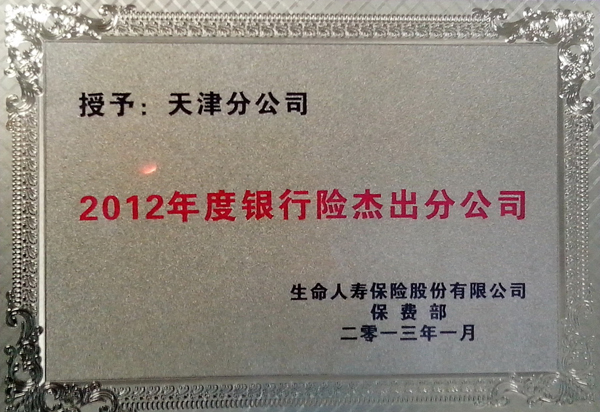 授予：天津分公司
2012年度银行险杰出分公司
生命人寿保险股份有限公司
保费部
二零一三年一月